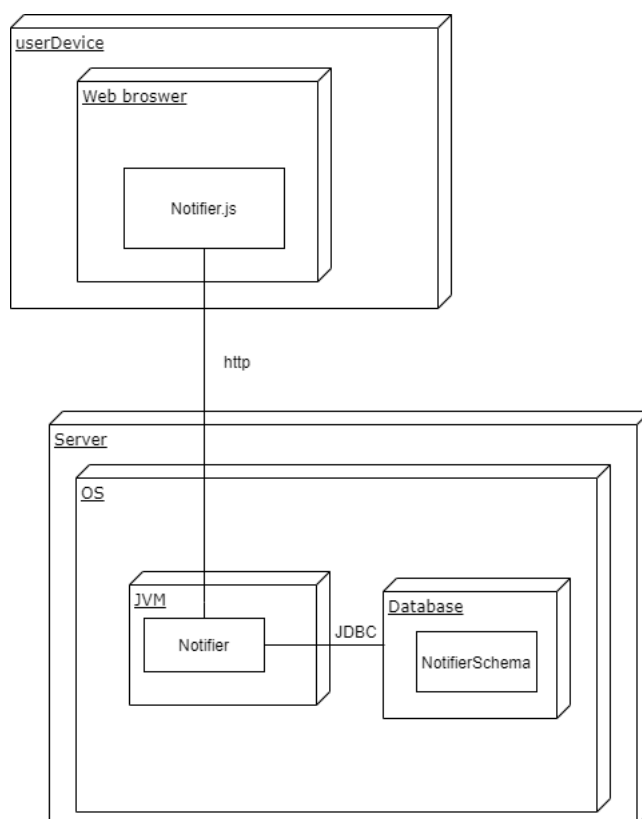 userDevice
Web broswer
Notifier.js
http
Server
OS
JVM
Notifier
JDBC
Database
NotifierSchema